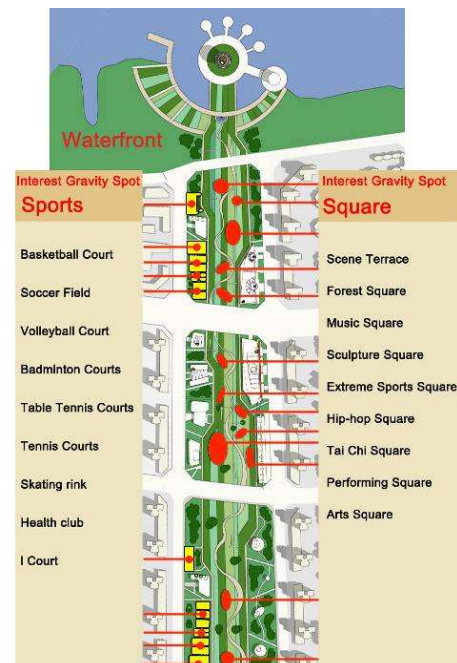 Waterfront
Interest Gravity Spot
Sports
Basketball Court
Soccer Field
Volleyball Court
Badminton Courts
Table Tennis Courts
Tennis Courts
Skating rink
Health club
I Court
Interest Gravity Spot
Square
Scene Terrace
Forest Square
Music Square
Sculpture Square
Extreme Sports Square
Hip-hop Square
Tai Chi Square
Performing Square
Arts Square